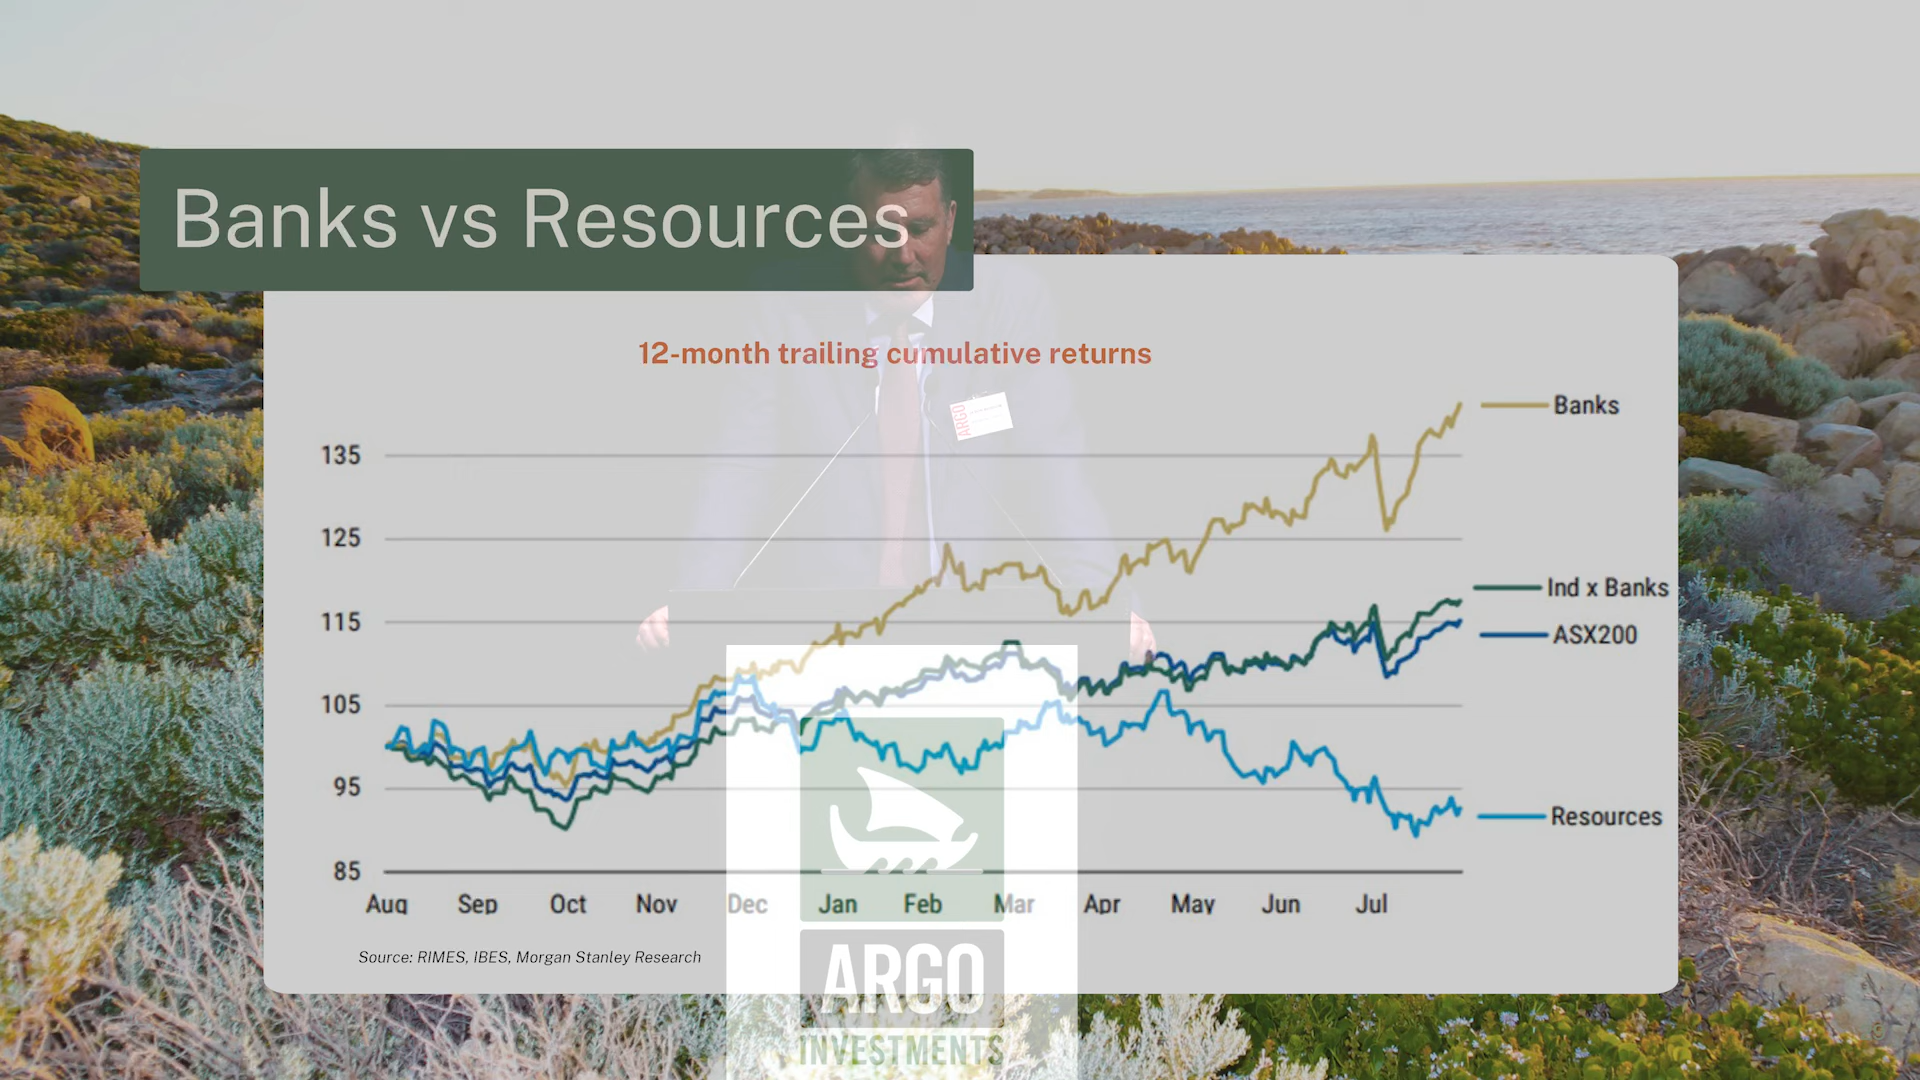 Banks vs Resources
12-month trailing cumulative returns
ARGO
Banks
135
125
Ind x Banks
115
ASX200
105
95
Resources
85
Aug Sep Oct Nov Dec Jan Feb Mar Apr May Jun Jul
Source: RIMES, IBES, Morgan Stanley Research
ARGO
INVESTMENTS